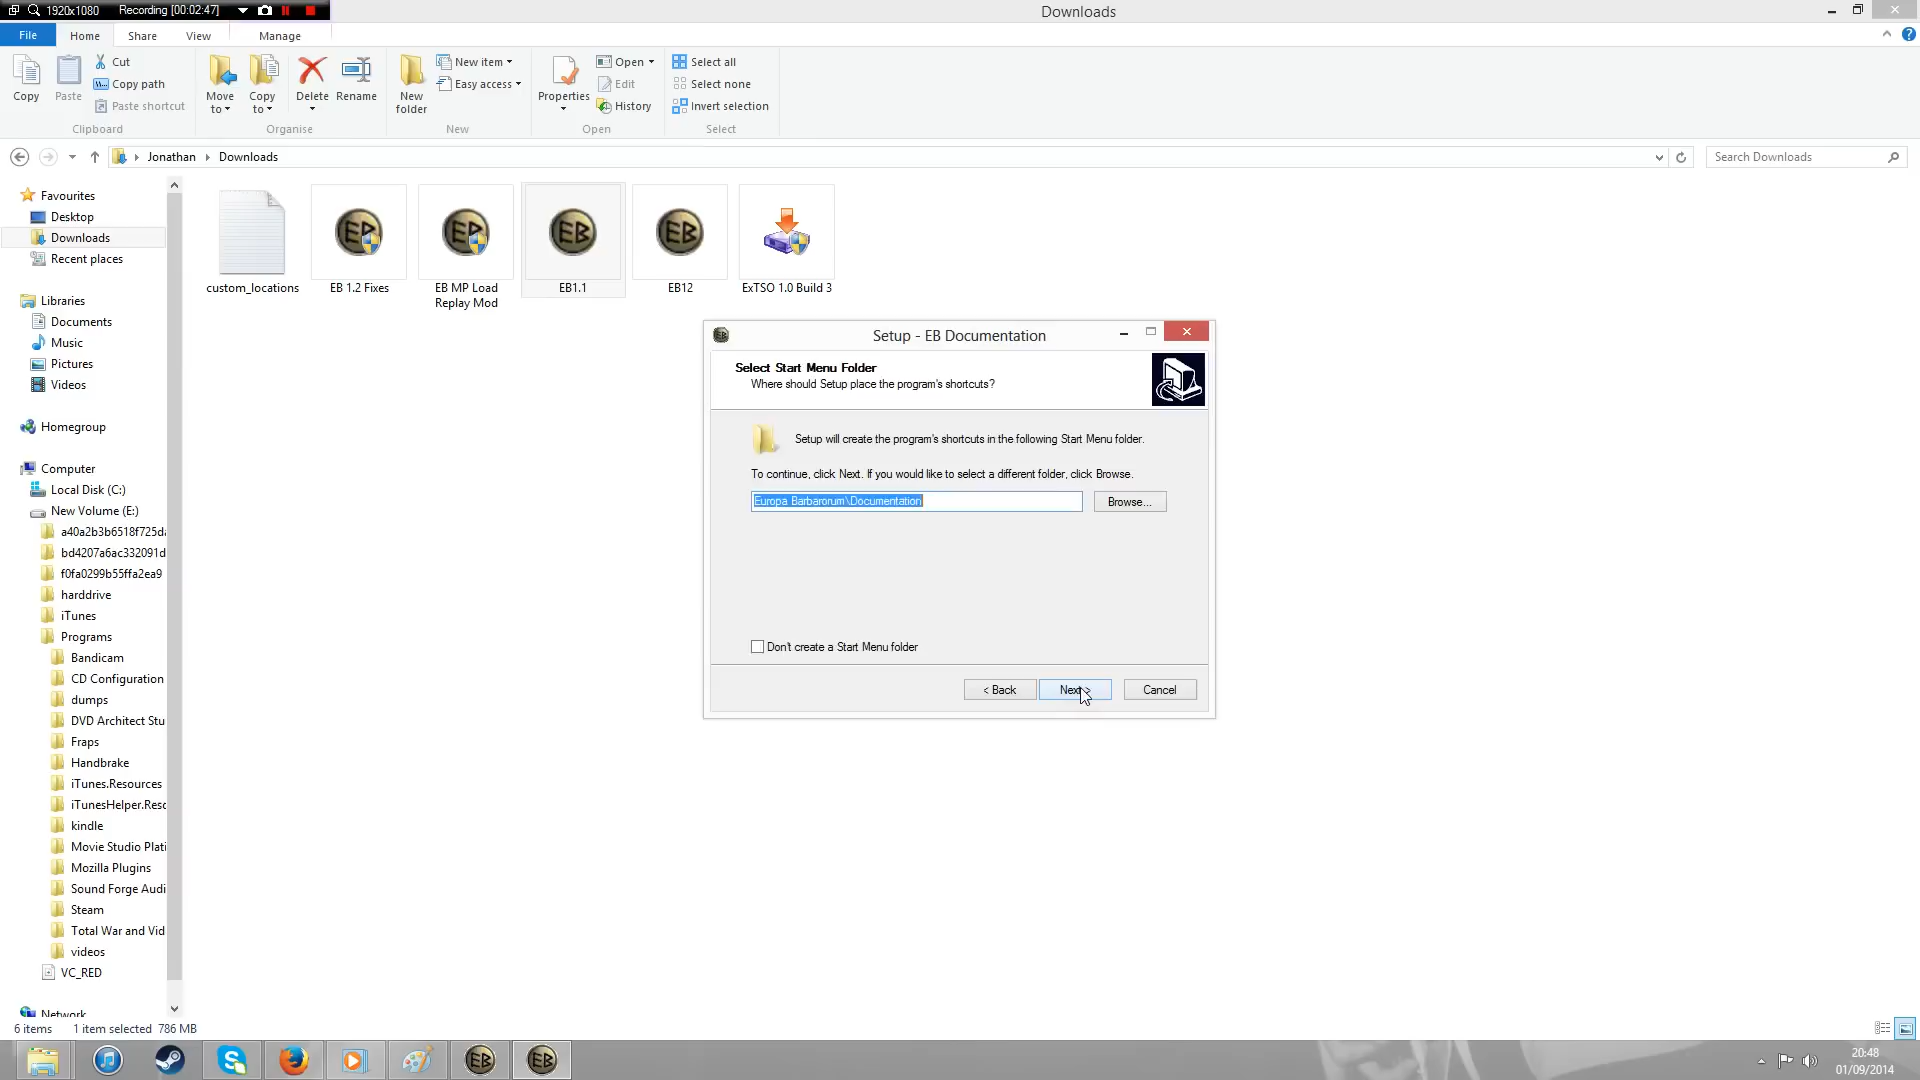 1920x1080 Recording [00:02:47]
Downloads
File Home Share View Manage
Copy
Paste
Cut
Copy path
Paste shortcut
Clipboard
Move to
Copy to
Delete
Rename
Organise
New folder
New item
Easy access
New
Properties
Open
Edit
History
Open
Select all
Select none
Invert selection
Select
Jonathan Downloads
Search Downloads
Favourites
Desktop
Downloads
Recent places
Libraries
Documents
Music
Pictures
Videos
Homegroup
Computer
Local Disk (C:)
New Volume (E:)
a40a2b3b6518f725d
bd4207a6ac332091d
f0fa0299b55ffa2ea9
harddrive
iTunes
Programs
Bandicam
CD Configuration
dumps
DVD Architect Stu
Fraps
Handbrake
iTunes.Resources
iTunesHelper.Reso
kindle
Movie Studio Plati
Mozilla Plugins
Sound Forge Audi
Steam
Total War and Vid
videos
VC_RED
Network
custom_locations
EB 1.2 Fixes
EB MP Load
Replay Mod
EB1.1
EB12
ExTSO 1.0 Build 3
Setup - EB Documentation
Select Start Menu Folder
Where should Setup place the program's shortcuts?
Setup will create the program's shortcuts in the following Start Menu folder.
To continue, click Next. If you would like to select a different folder, click Browse.
Europa Barbarorum\Documentation
Browse...
Don't create a Start Menu folder
< Back
Next >
Cancel
6 items 1 item selected 786 MB
20:48
01/09/2014